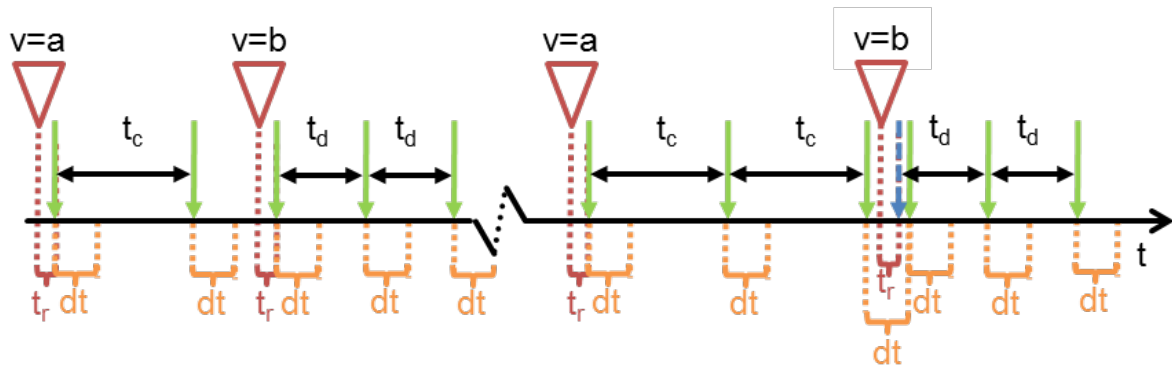 v=a v=b v=a v=b
t_c t_d t_d t_c t_c t_d t_d
t
t_r dt dt t_r dt dt dt t_r dt dt t_r dt dt dt
dt